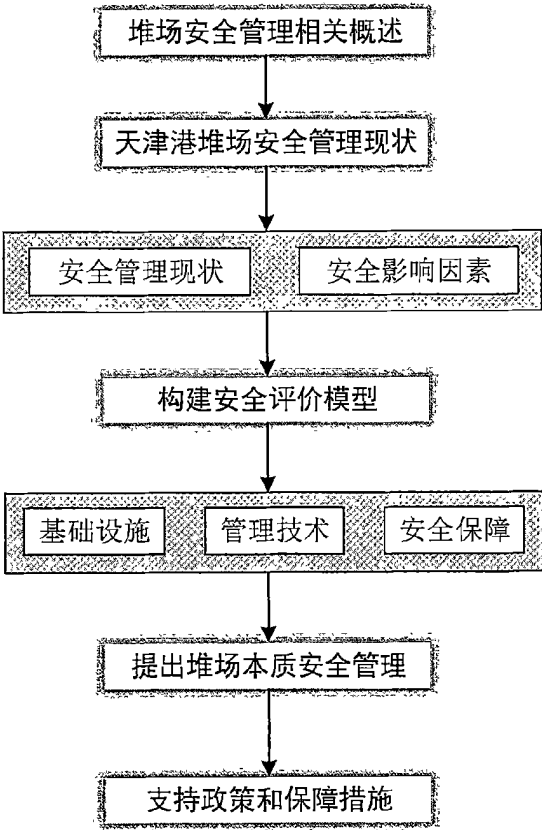 堆场安全管理相关概述
天津港堆场安全管理现状
安全管理现状 安全影响因素
构建安全评价模型
基础设施 管理技术 安全保障
提出堆场本质安全管理
支持政策和保障措施